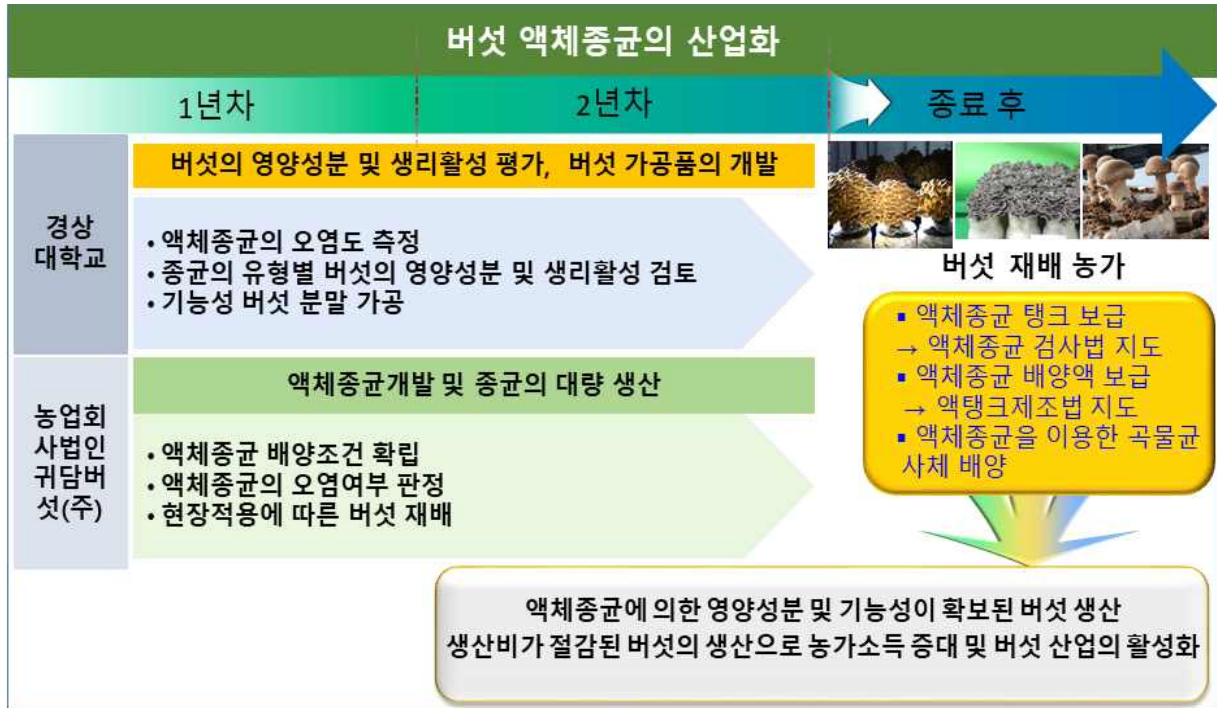 버섯 액체종균의 산업화
1년차
2년차
종료 후
경상
대학교
버섯의 영양성분 및 생리활성 평가, 버섯 가공품의 개발
• 액체종균의 오염도 측정
• 종균의 유형별 버섯의 영양성분 및 생리활성 검토
• 기능성 버섯 분말 가공
농업회
사법인
귀담버
섯(주)
액체종균개발 및 종균의 대량 생산
• 액체종균 배양조건 확립
• 액체종균의 오염여부 판정
• 현장적용에 따른 버섯 재배
버섯 재배 농가
▪ 액체종균 탱크 보급
→ 액체종균 검사법 지도
▪ 액체종균 배양액 보급
→ 액탱크제조법 지도
▪ 액체종균을 이용한 곡물균
사체 배양
액체종균에 의한 영양성분 및 기능성이 확보된 버섯 생산
생산비가 절감된 버섯의 생산으로 농가소득 증대 및 버섯 산업의 활성화